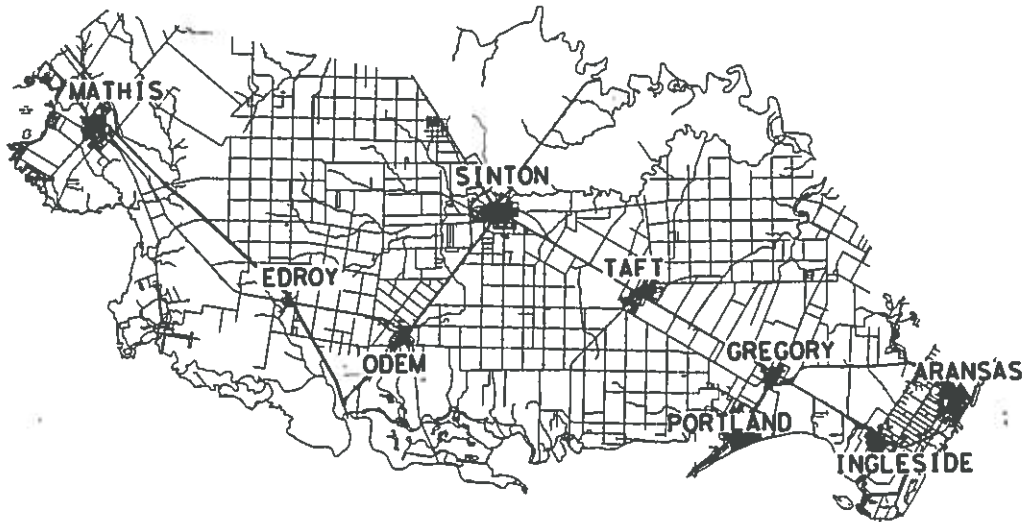 MATHIS
SINTON
EDROY
TAFT
ODEM
GREGORY
ARANSAS
PORTLAND
INGLESIDE